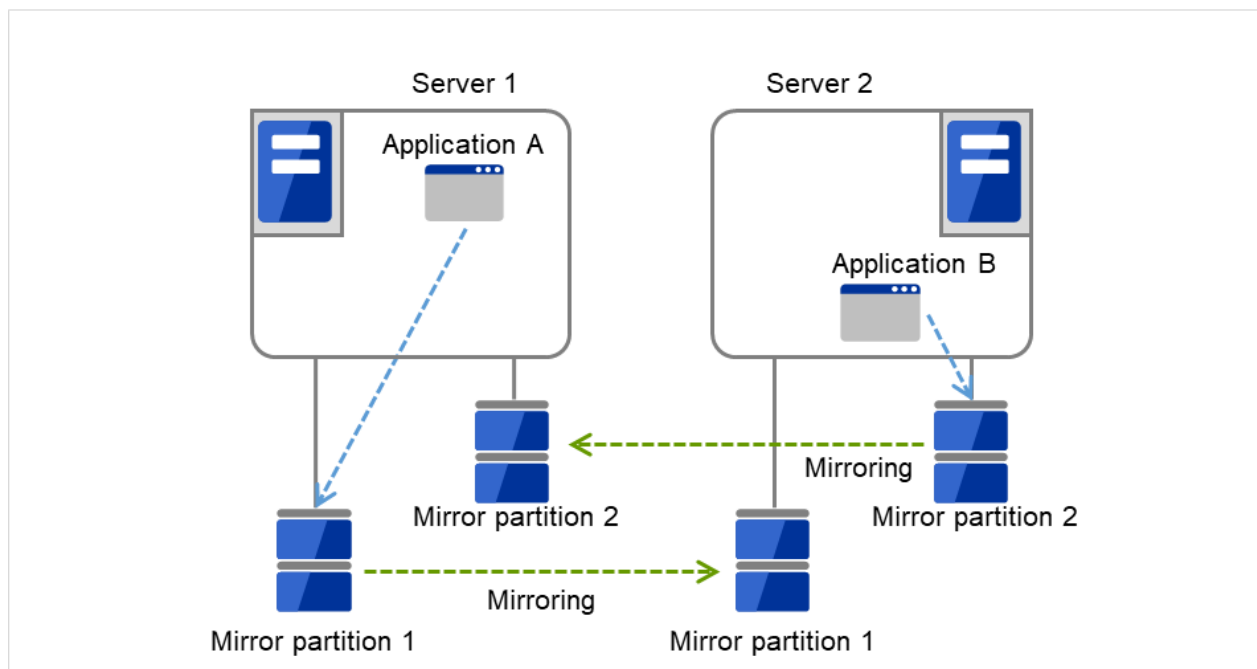 Server 1
Server 2
Application A
Application B
Mirroring
Mirror partition 2
Mirror partition 2
Mirroring
Mirror partition 1
Mirror partition 1